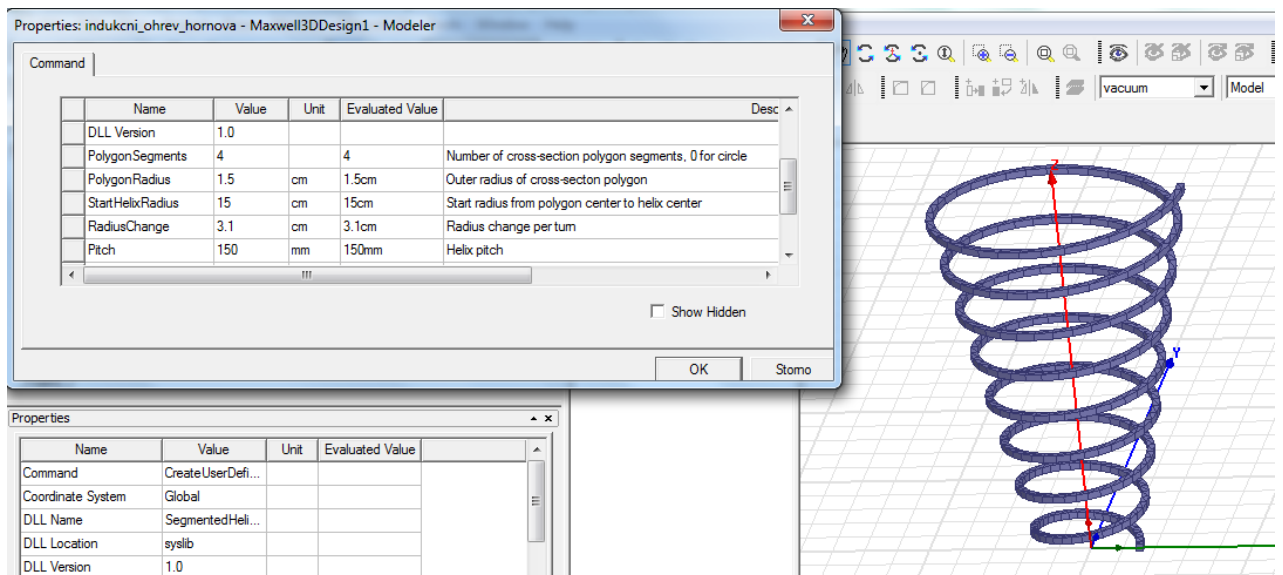 Properties: indukcni_ohrev_hornova - Maxwell3DDesign1 - Modeler
Command
Name Value Unit Evaluated Value Desc
DLL Version 1.0
PolygonSegments 4 4 Number of cross-section polygon segments, 0 for circle
PolygonRadius 1.5 cm 1.5cm Outer radius of cross-secton polygon
StartHelixRadius 15 cm 15cm Start radius from polygon center to helix center
RadiusChange 3.1 cm 3.1cm Radius change per turn
Pitch 150 mm 150mm Helix pitch
Show Hidden
OK Storno
vacuum Model
Z
Y
Properties
Name Value Unit Evaluated Value
Command CreateUserDefi...
Coordinate System Global
DLL Name SegmentedHeli...
DLL Location syslib
DLL Version 1.0